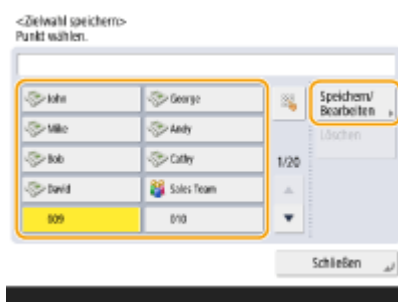 <Zielwahl speichern>
Punkt wählen.
John
George
Speichern/
Bearbeiten
Mike
Andy
Löschen
Bob
Cathy
1/20
David
Sales Team
009
010
Schließen